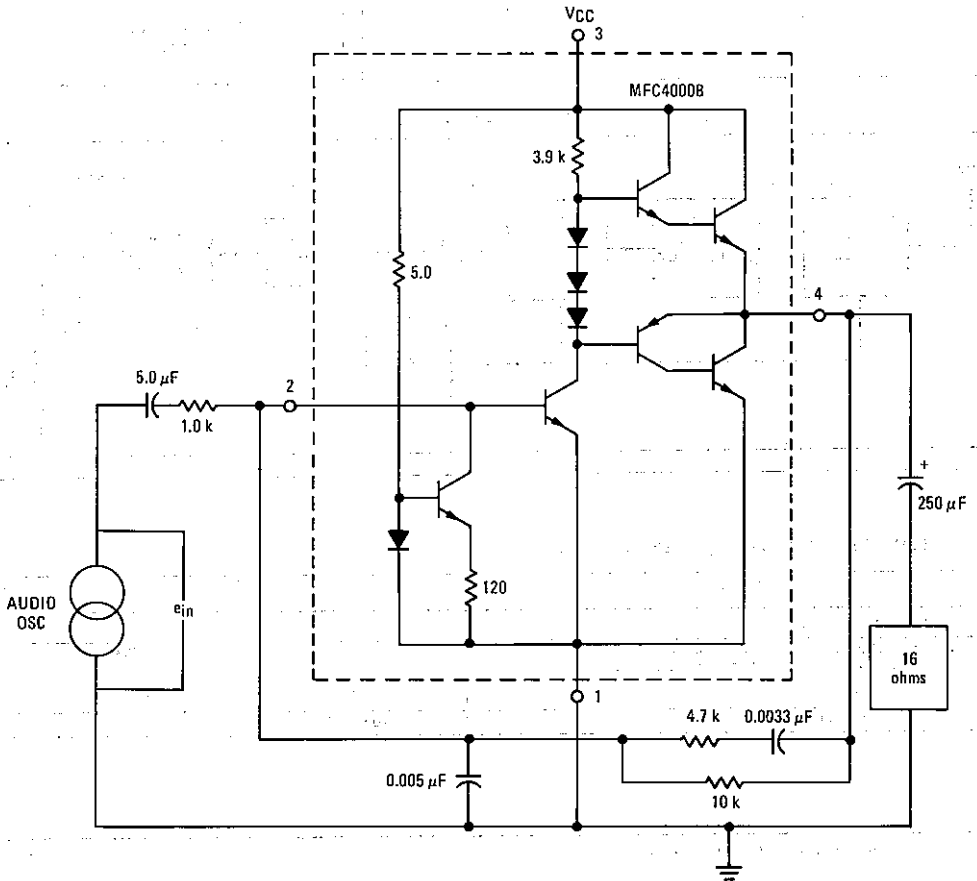 VCC
3
MFC4000B
3.9 k
5.0
4
5.0 µF
2
1.0 k
+
250 µF
120
AUDIO
OSC
ein
16
ohms
1
4.7 k
0.0033 µF
0.005 µF
10 k